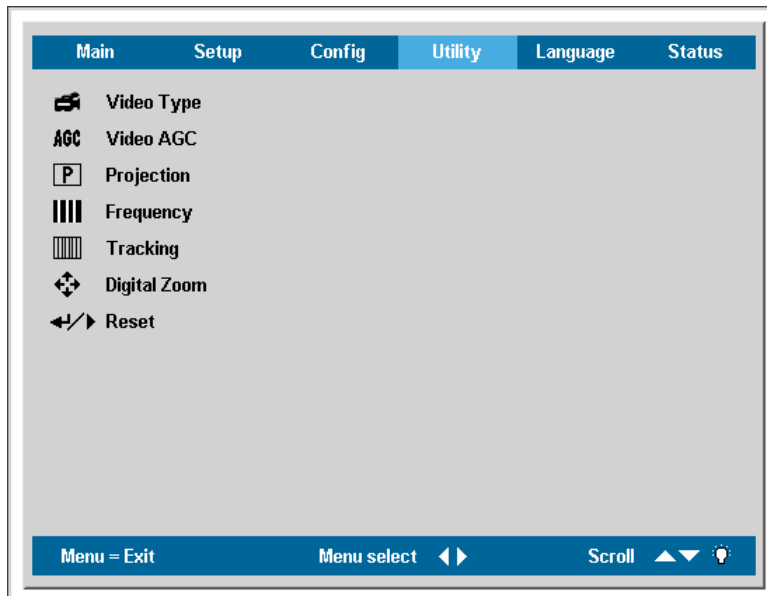 Main Setup Config Utility Language Status
Video Type
AGC Video AGC
P Projection
Frequency
Tracking
Digital Zoom
Reset
Menu = Exit Menu select Scroll